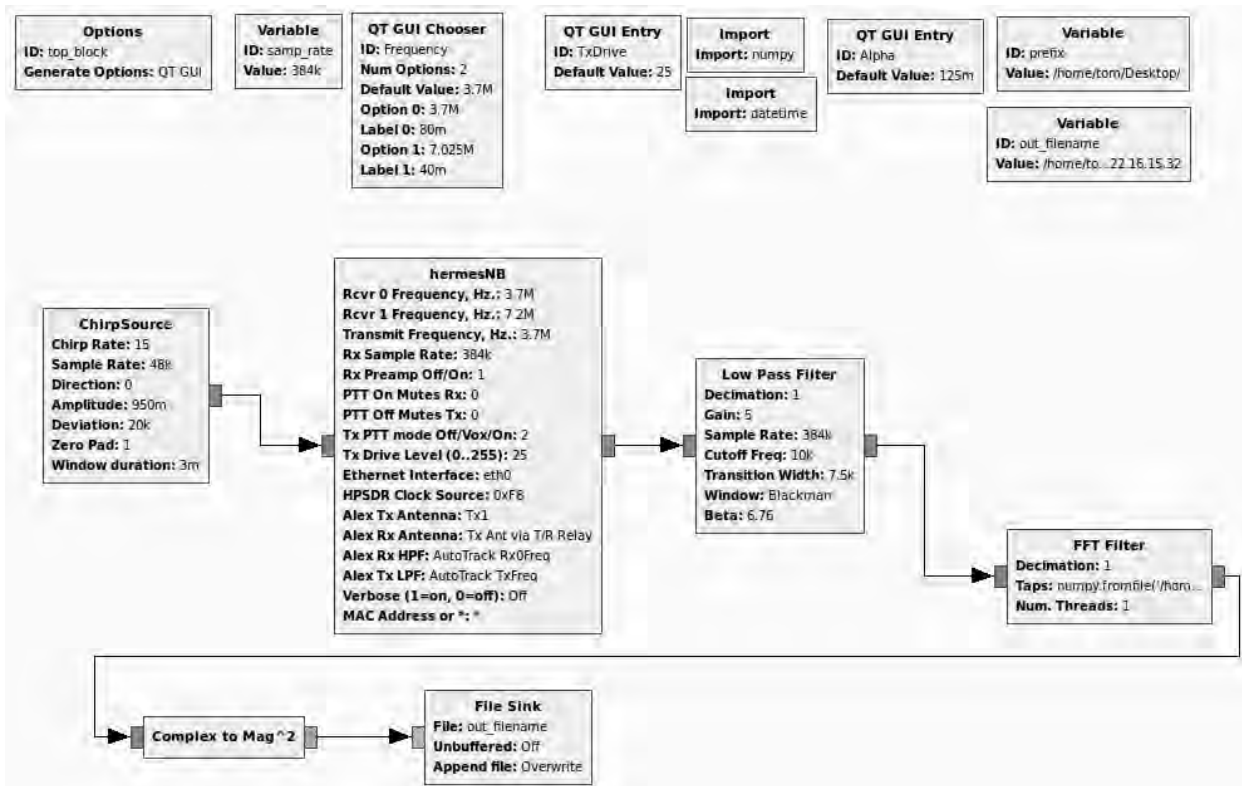 Options
ID: top_block
Generate Options: QT GUI
Variable
ID: samp_rate
Value: 384k
QT GUI Chooser
ID: Frequency
Num Options: 2
Default Value: 3.7M
Option 0: 3.7M
Label 0: 80m
Option 1: 7.025M
Label 1: 40m
QT GUI Entry
ID: TxDrive
Default Value: 25
Import
Import: numpy
Import
Import: datetime
QT GUI Entry
ID: Alpha
Default Value: 125m
Variable
ID: prefix
Value: /home/tom/Desktop/
Variable
ID: out_filename
Value: /home/to...22.16.15.32
ChirpSource
Chirp Rate: 15
Sample Rate: 48k
Direction: 0
Amplitude: 950m
Deviation: 20k
Zero Pad: 1
Window duration: 3m
hermesNB
Rcvr 0 Frequency, Hz.: 3.7M
Rcvr 1 Frequency, Hz.: 7.2M
Transmit Frequency, Hz.: 3.7M
Rx Sample Rate: 384k
Rx Preamp Off/On: 1
PTT On Mutes Rx: 0
PTT Off Mutes Tx: 0
Tx PTT mode Off/Vox/On: 2
Tx Drive Level (0..255): 25
Ethernet Interface: eth0
HPSDR Clock Source: 0xF8
Alex Tx Antenna: Tx1
Alex Rx Antenna: Tx Ant via T/R Relay
Alex Rx HPF: AutoTrack Rx0Freq
Alex Tx LPF: AutoTrack TxFreq
Verbose (1=on, 0=off): Off
MAC Address or *: *
Low Pass Filter
Decimation: 1
Gain: 5
Sample Rate: 384k
Cutoff Freq: 10k
Transition Width: 7.5k
Window: Blackman
Beta: 6.76
FFT Filter
Decimation: 1
Taps: numpy.fromfile('/hom...
Num. Threads: 1
Complex to Mag^2
File Sink
File: out_filename
Unbuffered: Off
Append file: Overwrite